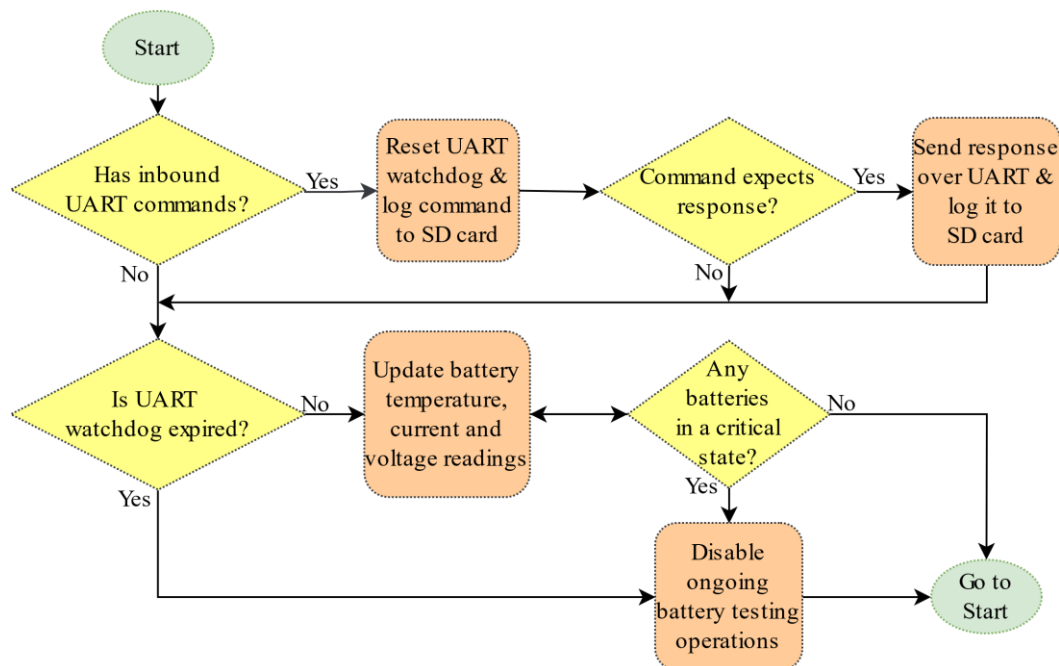 Start
Has inbound
UART commands?
Yes
Reset UART
watchdog &
log command
to SD card
Command expects
response?
Yes
Send response
over UART &
log it to
SD card
No
No
Is UART
watchdog expired?
No
Update battery
temperature,
current and
voltage readings
Any
batteries
in a critical
state?
No
Yes
Yes
Disable
ongoing
battery testing
operations
Go to
Start